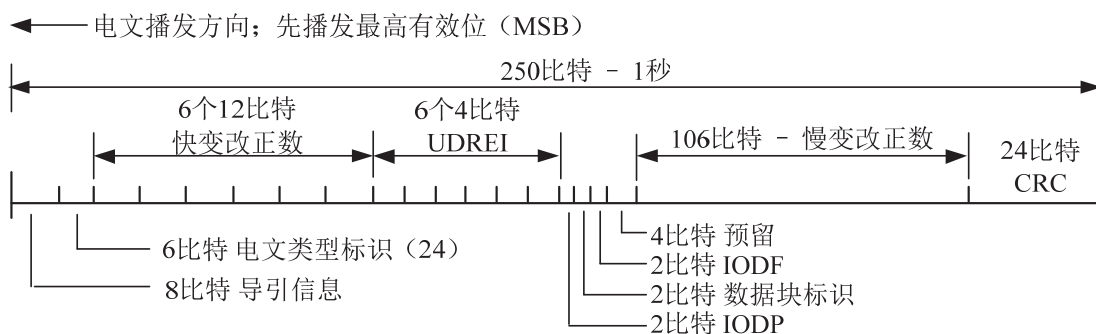 电文播发方向；先播发最高有效位（MSB）
250比特 - 1秒
6个12比特
快变改正数
6个4比特
UDREI
106比特 - 慢变改正数
24比特
CRC
6比特 电文类型标识（24）
8比特 导引信息
4比特 预留
2比特 IODF
2比特 数据块标识
2比特 IODP